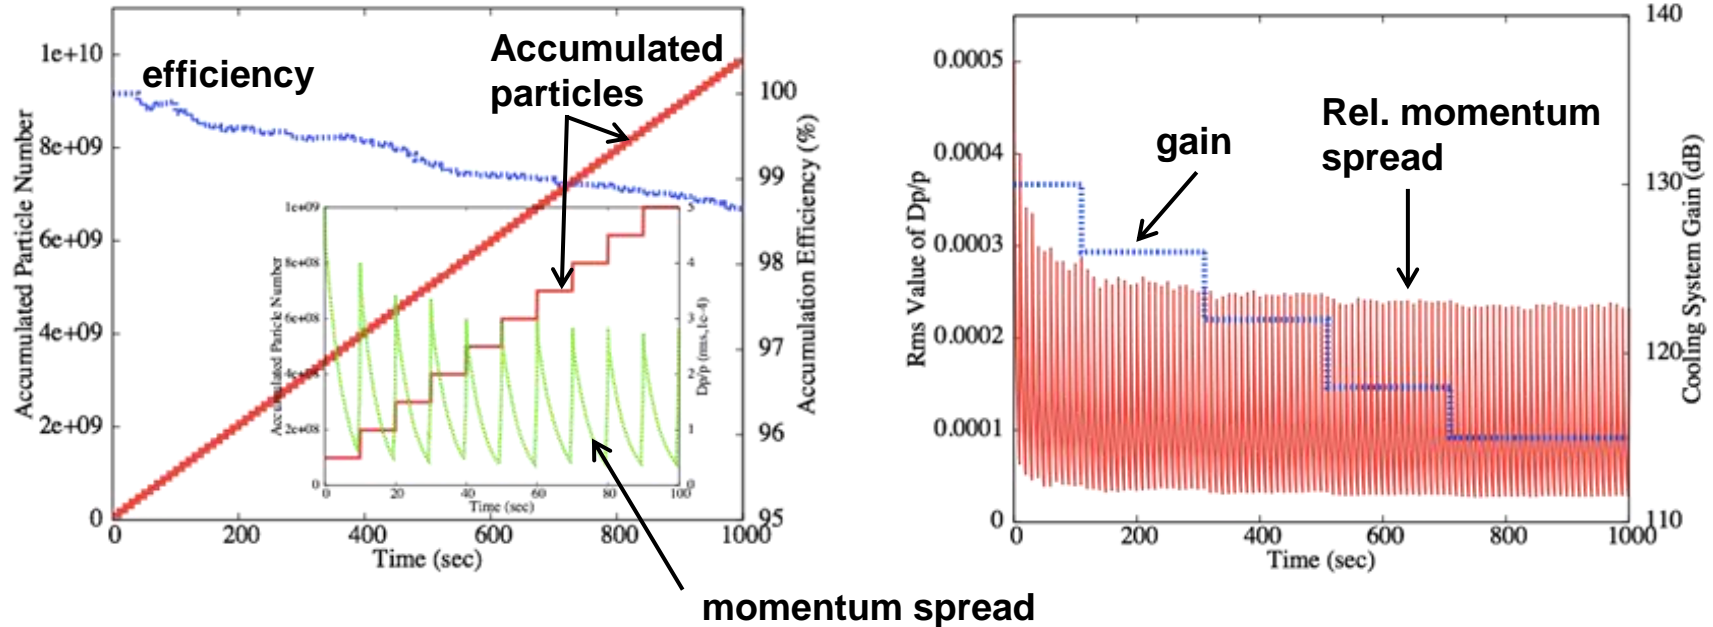 efficiency
Accumulated
particles
Accumulated Particle Number
1e+10
8e+09
6e+09
4e+09
2e+09
0
100
99
98
97
96
95
Accumulation Efficiency (%)
0 200 400 600 800 1000
Time (sec)
Accumulated Particle Number
1e+09
8e+08
6e+08
4e+08
2e+08
0
5
4
3
2
1
0
Dp/p (rms,1e-4)
0 20 40 60 80 100
Time (sec)
momentum spread
gain
Rel. momentum
spread
Rms Value of Dp/p
0.0005
0.0004
0.0003
0.0002
0.0001
0
140
130
120
110
Cooling System Gain (dB)
0 200 400 600 800 1000
Time (sec)